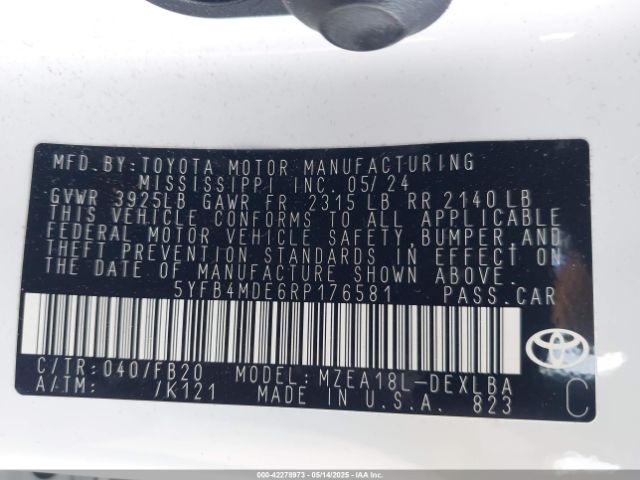 MFD.BY:TOYOTA MOTOR MANUFACTURING
MISSISSIPPI INC. 05/24
GVWR 3925LB GAWR FR 2315 LB RR 2140 LB
THIS VEHICLE CONFORMS TO ALL APPLICABLE
FEDERAL MOTOR VEHICLE SAFETY,BUMPER,AND
THEFT PREVENTION STANDARDS IN EFFECT ON
THE DATE OF MANUFACTURE SHOWN ABOVE.
5YFB4MDE6RP176581 PASS.CAR
C/TR:040/FB20 MODEL:MZEA18L-DEXLBA
A/TM: /K121 MADE IN U.S.A. 823
C
000-42278973 - 05/14/2025 - IAAI.CA